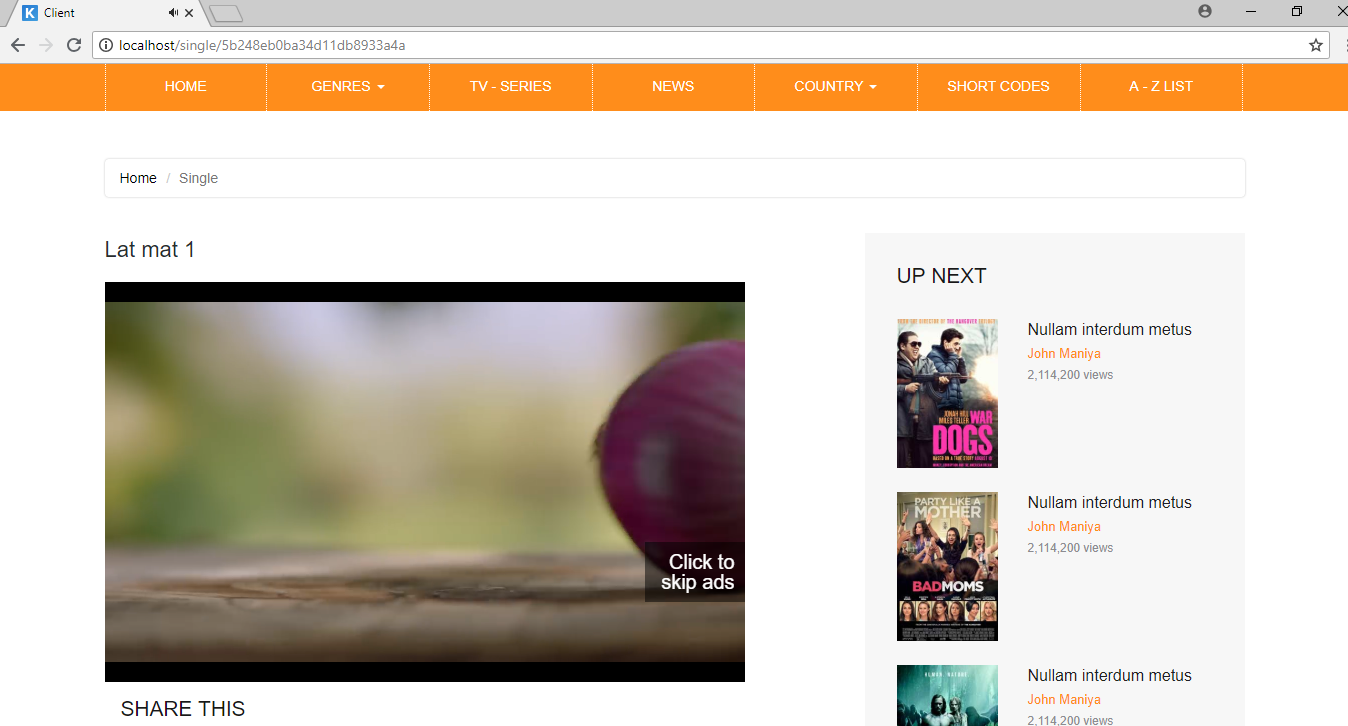 Client
localhost/single/5b248eb0ba34d11db8933a4a
HOME
GENRES
TV - SERIES
NEWS
COUNTRY
SHORT CODES
A - Z LIST
Home / Single
Lat mat 1
Click to
skip ads
SHARE THIS
UP NEXT
JONAH HILL
MILES TELLER
WAR
DOGS
Nullam interdum metus
John Maniya
2,114,200 views
PARTY LIKE A
MOTHER
BADMOMS
Nullam interdum metus
John Maniya
2,114,200 views
Nullam interdum metus
John Maniya
2,114,200 views